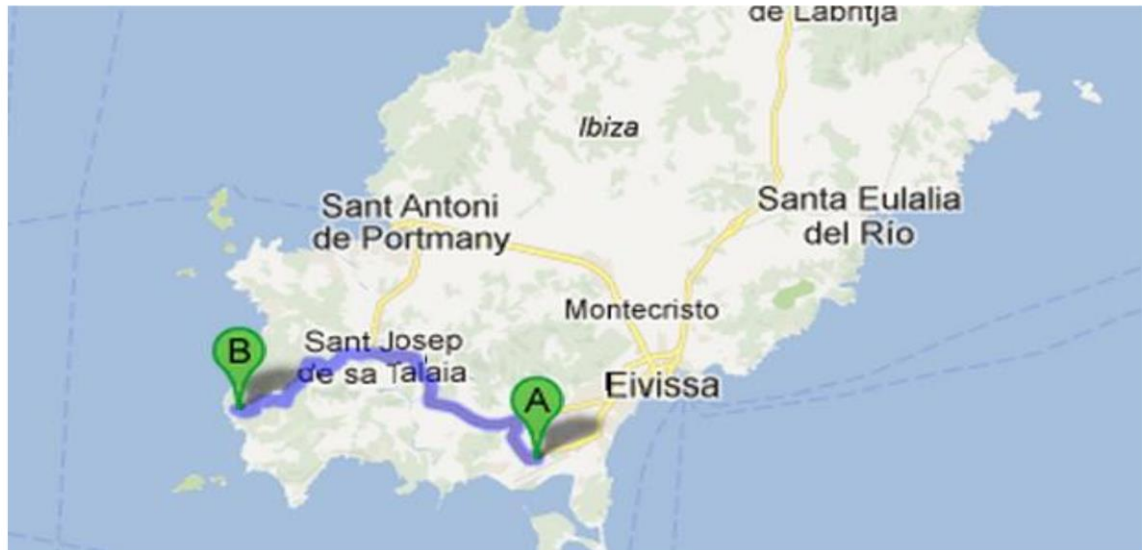 de Labritja
Ibiza
Sant Antoni
de Portmany
Santa Eulalia
del Río
Montecristo
Sant Josep
de sa Talaia
Eivissa
B
A